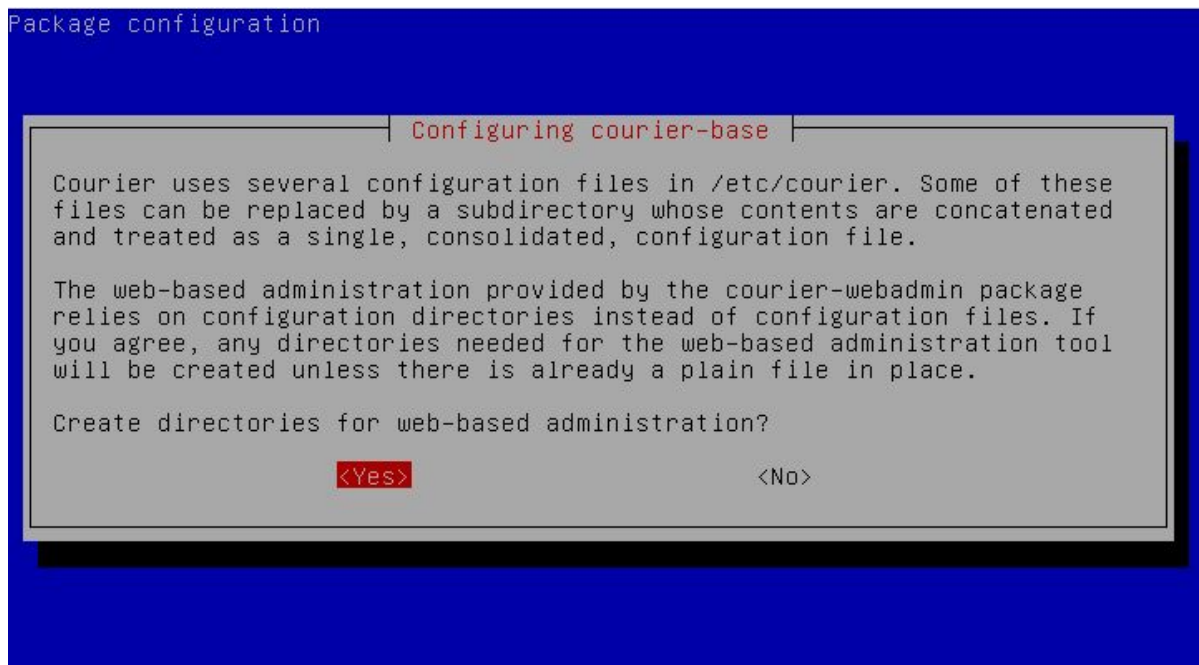 Package configuration
Configuring courier-base
Courier uses several configuration files in /etc/courier. Some of these
files can be replaced by a subdirectory whose contents are concatenated
and treated as a single, consolidated, configuration file.
The web-based administration provided by the courier-webadmin package
relies on configuration directories instead of configuration files. If
you agree, any directories needed for the web-based administration tool
will be created unless there is already a plain file in place.
Create directories for web-based administration?
<Yes> <No>